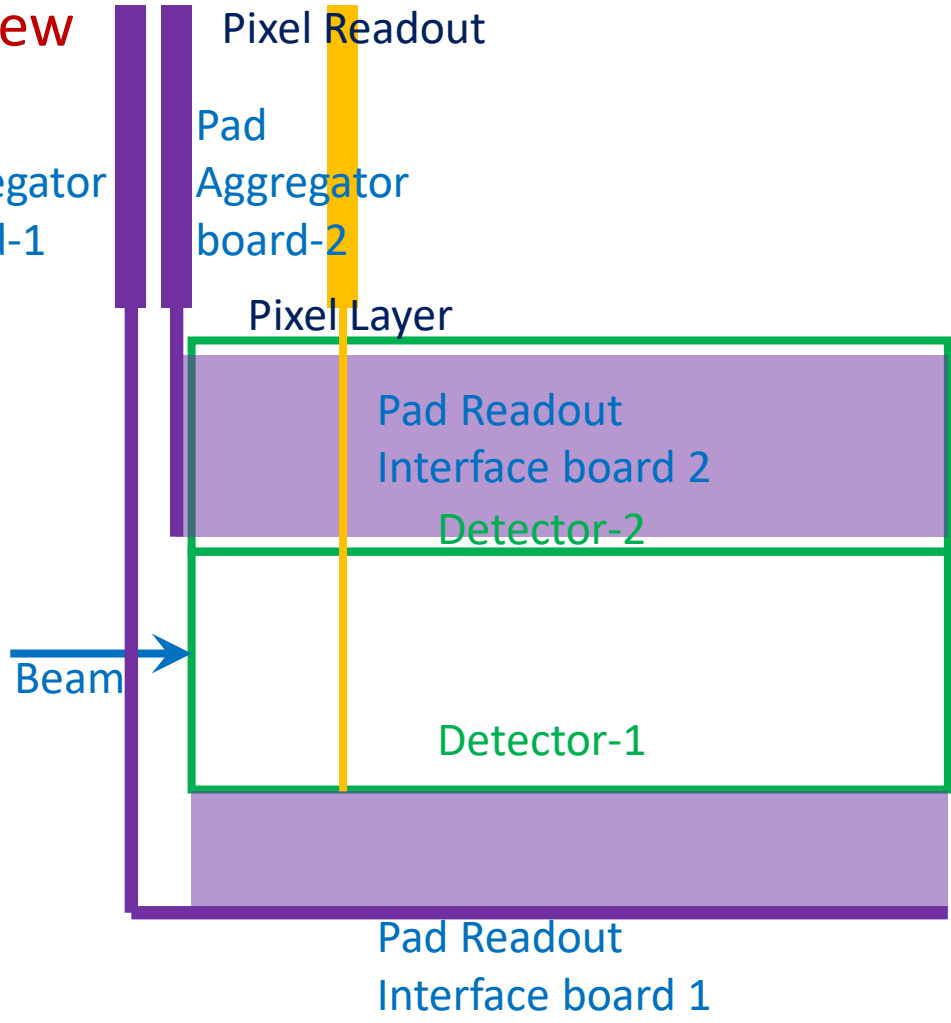 ew
Pixel Readout
egator
d-1
Pad
Aggregator
board-2
Pixel Layer
Pad Readout
Interface board 2
Detector-2
Beam
Detector-1
Pad Readout
Interface board 1